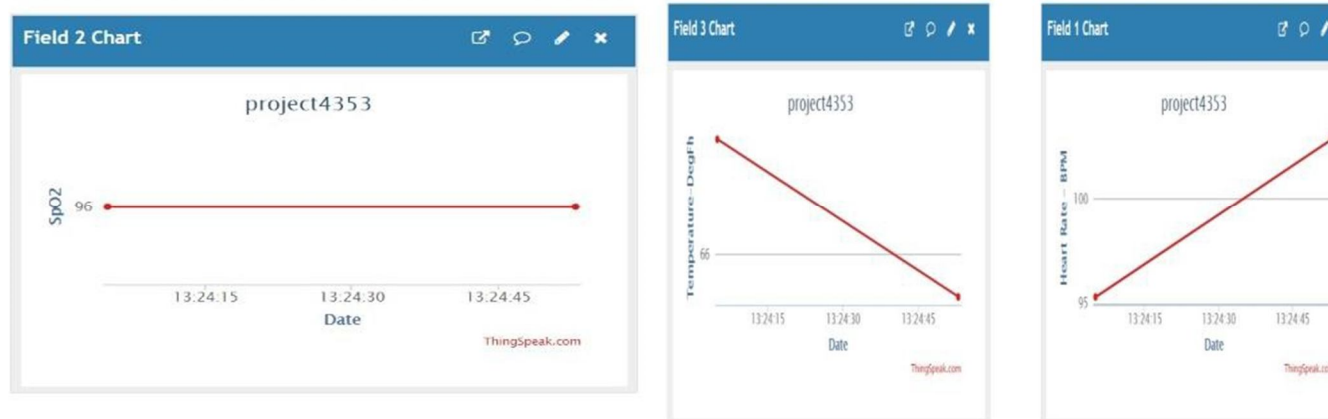 Field 2 Chart
project4353
SpO2
96
13:24:15 13:24:30 13:24:45
Date
ThingSpeak.com
Field 3 Chart
project4353
Temperature-DegFh
66
13:24:15 13:24:30 13:24:45
Date
ThingSpeak.com
Field 1 Chart
project4353
Heart Rate - BPM
100
95
13:24:15 13:24:30 13:24:45
Date
ThingSpeak.co